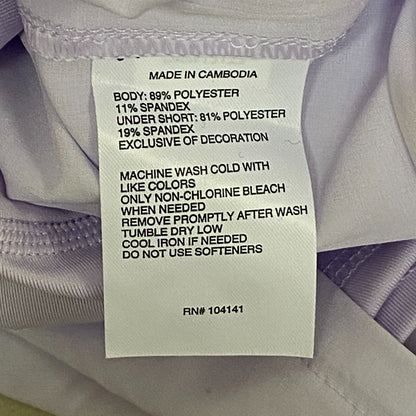 MADE IN CAMBODIA
BODY: 89% POLYESTER
11% SPANDEX
UNDER SHORT: 81% POLYESTER
19% SPANDEX
EXCLUSIVE OF DECORATION
MACHINE WASH COLD WITH
LIKE COLORS
ONLY NON-CHLORINE BLEACH
WHEN NEEDED
REMOVE PROMPTLY AFTER WASH
TUMBLE DRY LOW
COOL IRON IF NEEDED
DO NOT USE SOFTENERS
RN# 104141